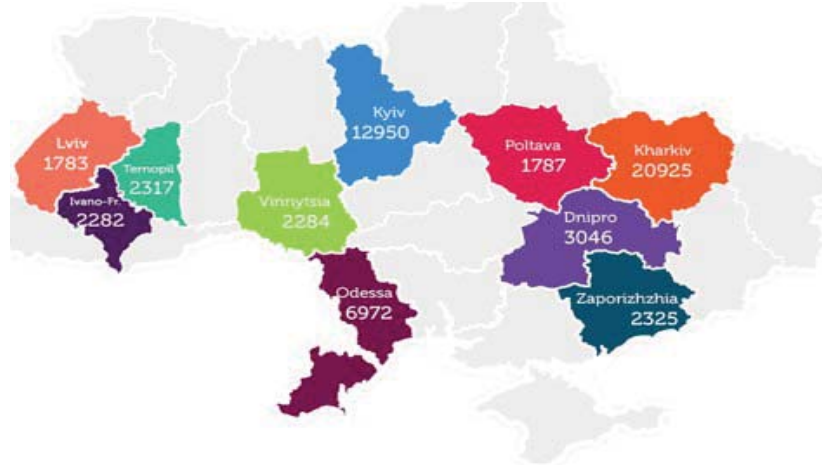 Kyiv
12950
Lviv
1783
Ternopil
2317
Ivano-Fr.
2282
Vinnytsia
2284
Poltava
1787
Kharkiv
20925
Dnipro
3046
Odessa
6972
Zaporizhzhia
2325